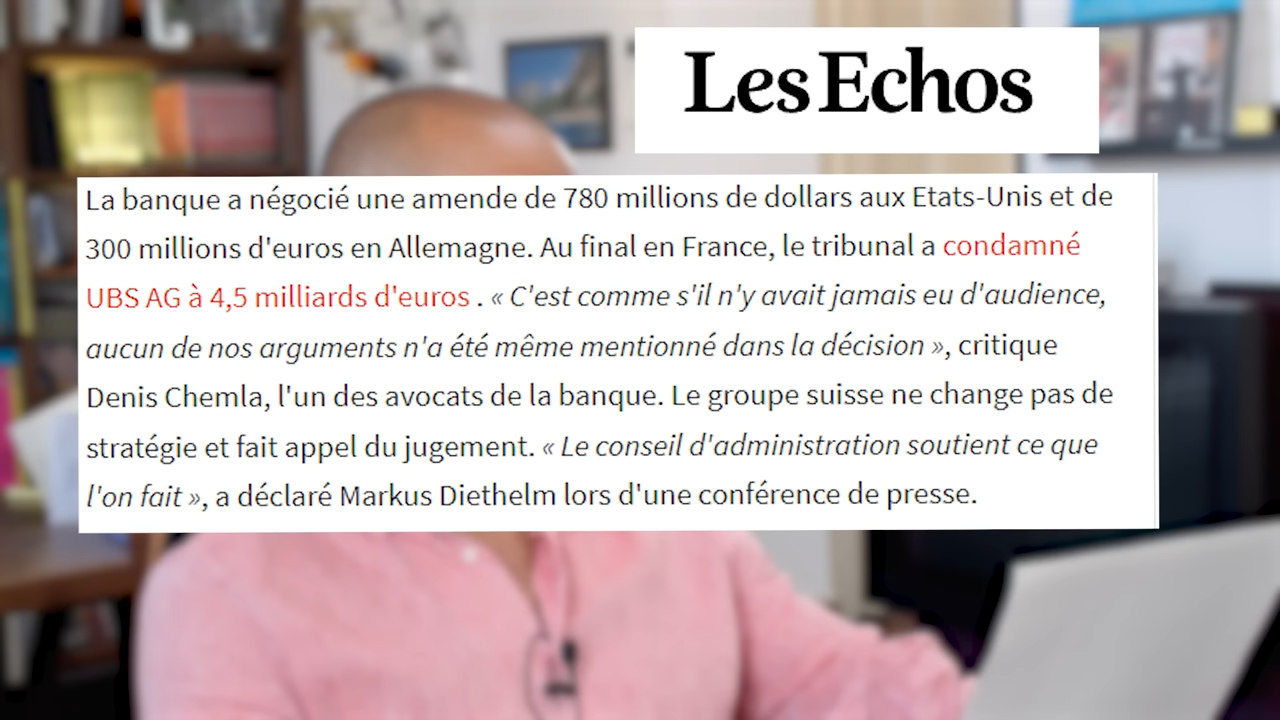 Les Echos
La banque a négocié une amende de 780 millions de dollars aux Etats-Unis et de
300 millions d'euros en Allemagne. Au final en France, le tribunal a condamné
UBS AG à 4,5 milliards d'euros . « C'est comme s'il n'y avait jamais eu d'audience,
aucun de nos arguments n'a été même mentionné dans la décision », critique
Denis Chemla, l'un des avocats de la banque. Le groupe suisse ne change pas de
stratégie et fait appel du jugement. « Le conseil d'administration soutient ce que
l'on fait », a déclaré Markus Diethelm lors d'une conférence de presse.